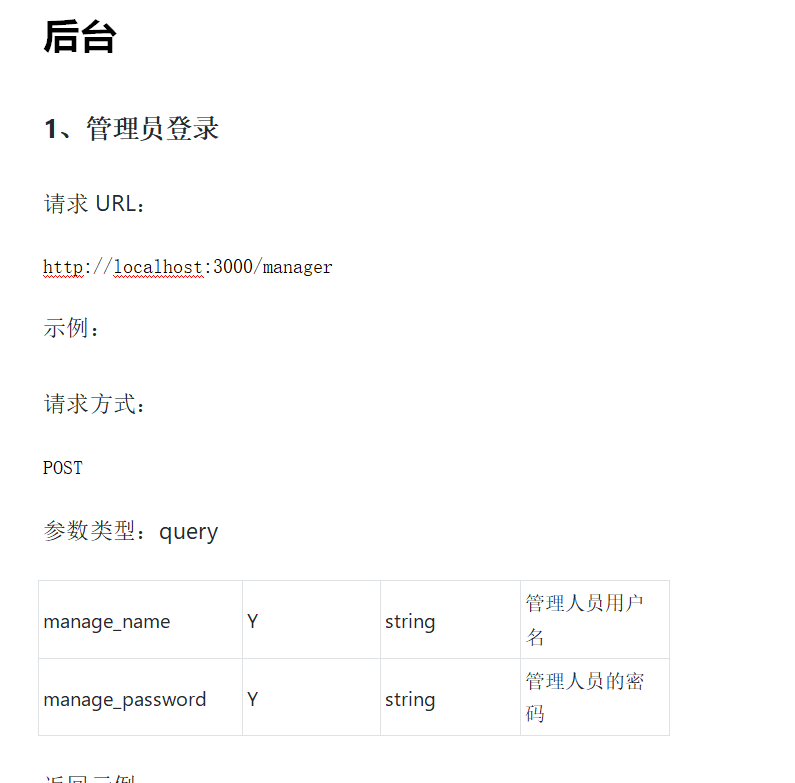 后台
1、管理员登录
请求 URL：
http://localhost:3000/manager
示例：
请求方式：
POST
参数类型：query
manage_name Y string 管理人员用户
名
manage_password Y string 管理人员的密
码
返回示例